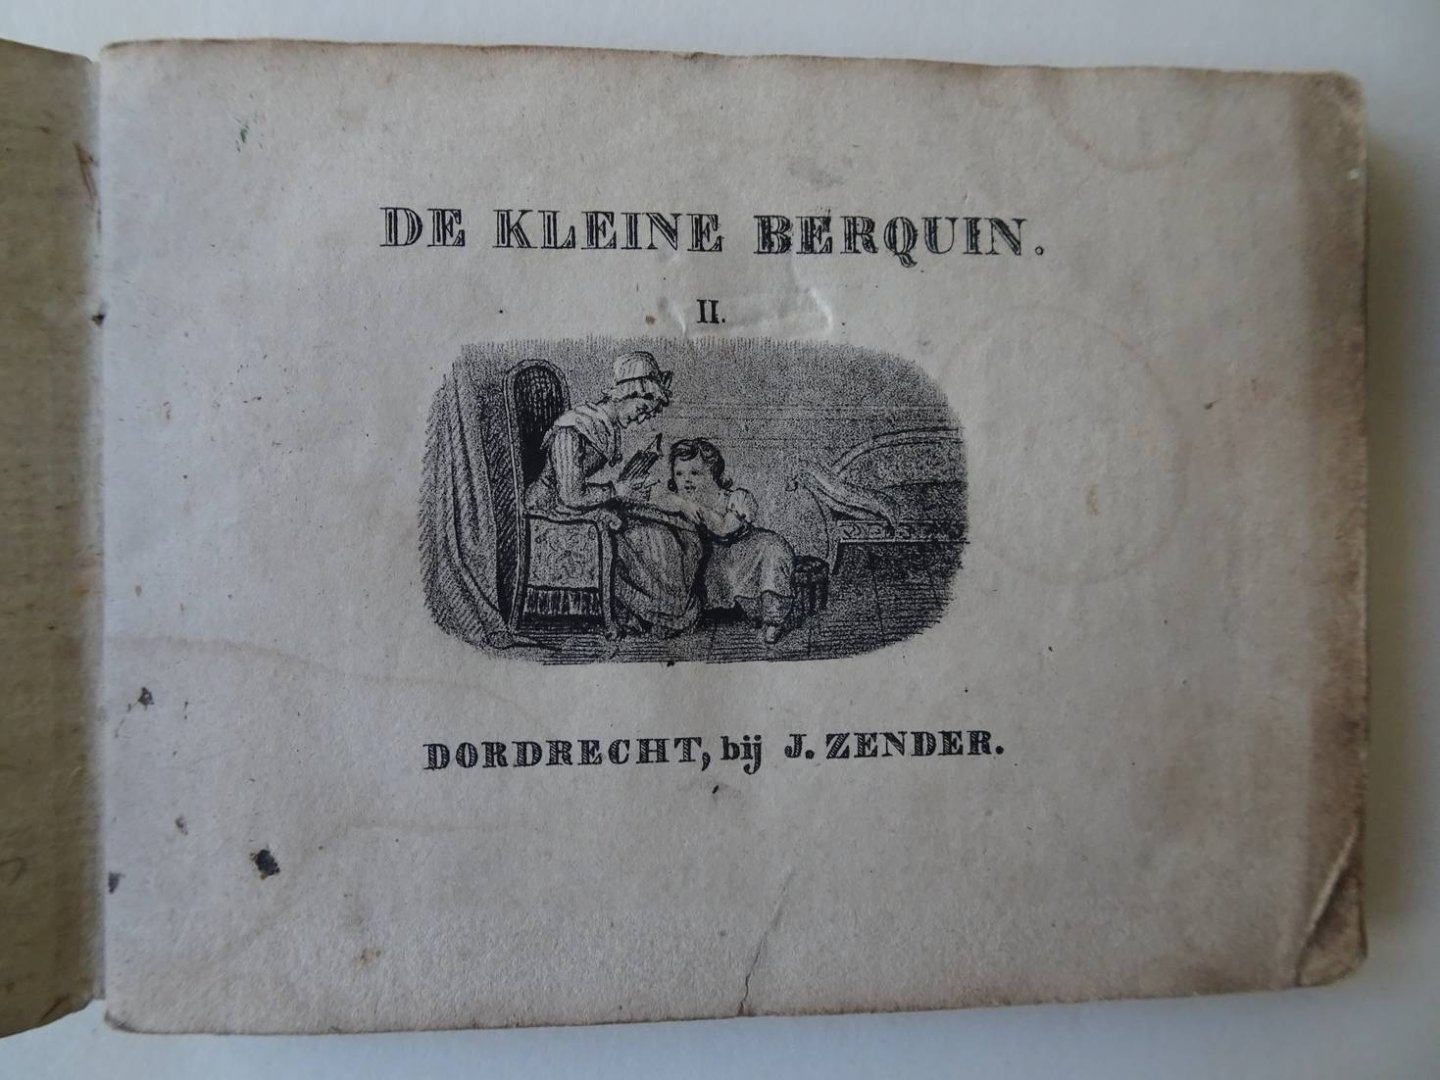 DE KLEINE BERQUIN.
II.
DORDRECHT, bij J. ZENDER.